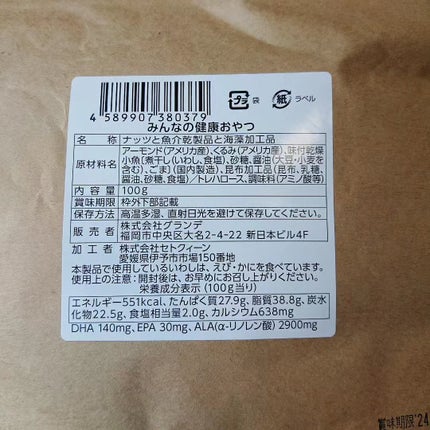 プラ 袋 紙 ラベル
4 589907 380379
みんなの健康おやつ
名称 ナッツと魚介乾製品と海藻加工品
原材料名 アーモンド(アメリカ産)、くるみ(アメリカ産)、味付乾燥
小魚(煮干し(いわし、食塩)、砂糖、醤油(大豆・小麦を
含む)、ごま)(国内製造)、昆布加工品(昆布、乳糖、
醤油、砂糖、食塩)/トレハロース、調味料(アミノ酸等)
内容量 100g
賞味期限 枠外下部記載
保存方法 高温多湿、直射日光を避けて保存してください。
販売者 株式会社グランデ
福岡市中央区大名2-4-22 新日本ビル4F
加工者 株式会社セトクィーン
愛媛県伊予市市場150番地
本製品で使用しているいわしは、えび・かにを食べています。
使用上の注意:開封後は、お早めにお召し上がりください。
栄養成分表示(100g当り)
エネルギー551kcal、たんぱく質27.9g、脂質38.8g、炭水
化物22.5g、食塩相当量2.0g、カルシウム638mg
DHA 140mg、EPA 30mg、ALA(α-リノレン酸) 2900mg
賞味期限'24